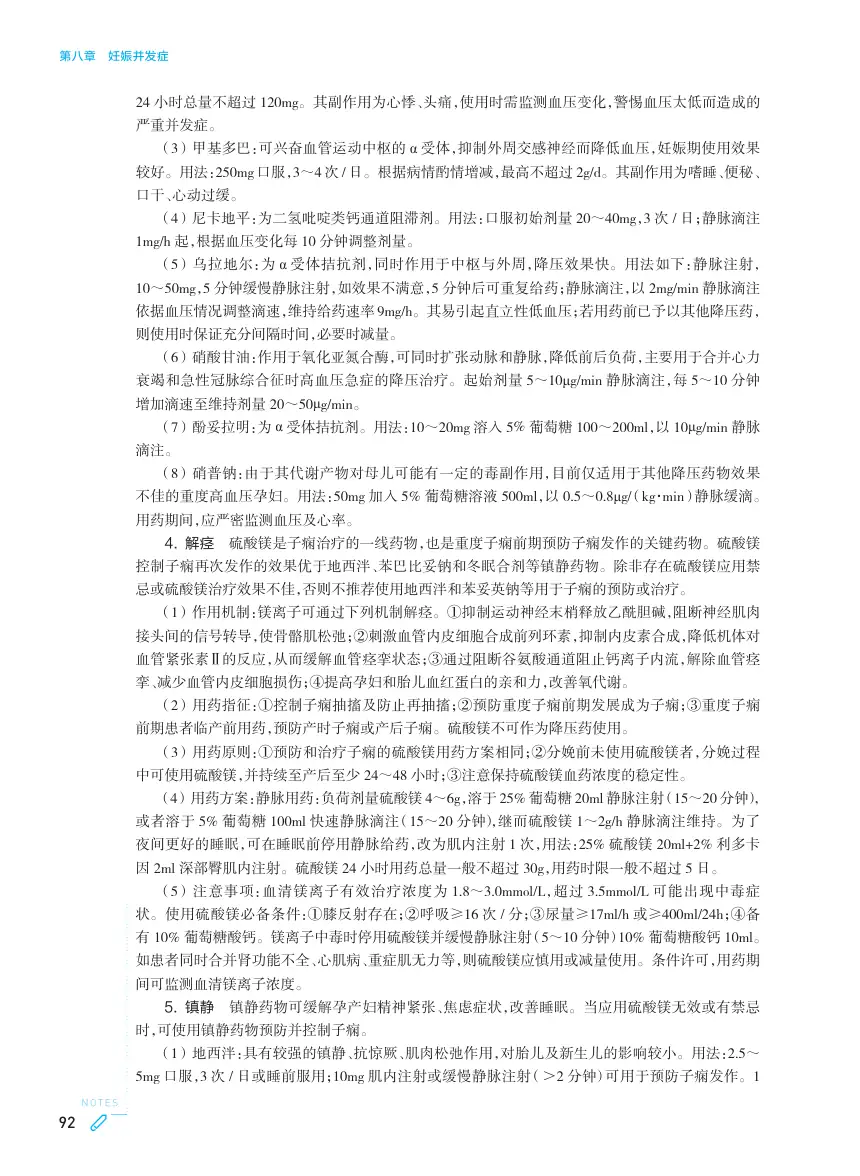 第八章 妊娠并发症
24 小时总量不超过 120mg。其副作用为心悸、头痛,使用时需监测血压变化,警惕血压太低而造成的
严重并发症。
(3)甲基多巴:可兴奋血管运动中枢的 α 受体,抑制外周交感神经而降低血压,妊娠期使用效果
较好。用法:250mg 口服,3～4 次 / 日。根据病情酌情增减,最高不超过 2g/d。其副作用为嗜睡、便秘、
口干、心动过缓。
(4)尼卡地平:为二氢吡啶类钙通道阻滞剂。用法:口服初始剂量 20～40mg,3 次 / 日;静脉滴注
1mg/h 起,根据血压变化每 10 分钟调整剂量。
(5)乌拉地尔:为 α 受体拮抗剂,同时作用于中枢与外周,降压效果快。用法如下:静脉注射,
10～50mg,5 分钟缓慢静脉注射,如效果不满意,5 分钟后可重复给药;静脉滴注,以 2mg/min 静脉滴注
依据血压情况调整滴速,维持给药速率 9mg/h。其易引起直立性低血压;若用药前已予以其他降压药,
则使用时保证充分间隔时间,必要时减量。
(6)硝酸甘油:作用于氧化亚氮合酶,可同时扩张动脉和静脉,降低前后负荷,主要用于合并心力
衰竭和急性冠脉综合征时高血压急症的降压治疗。起始剂量 5～10μg/min 静脉滴注,每 5～10 分钟
增加滴速至维持剂量 20～50μg/min。
(7)酚妥拉明:为 α 受体拮抗剂。用法:10～20mg 溶入 5% 葡萄糖 100～200ml,以 10μg/min 静脉
滴注。
(8)硝普钠:由于其代谢产物对母儿可能有一定的毒副作用,目前仅适用于其他降压药物效果
不佳的重度高血压孕妇。用法:50mg 加入 5% 葡萄糖溶液 500ml,以 0.5～0.8μg/(kg·min)静脉缓滴。
用药期间,应严密监测血压及心率。
4. 解痉 硫酸镁是子痫治疗的一线药物,也是重度子痫前期预防子痫发作的关键药物。硫酸镁
控制子痫再次发作的效果优于地西泮、苯巴比妥钠和冬眠合剂等镇静药物。除非存在硫酸镁应用禁
忌或硫酸镁治疗效果不佳,否则不推荐使用地西泮和苯妥英钠等用于子痫的预防或治疗。
(1)作用机制:镁离子可通过下列机制解痉。①抑制运动神经末梢释放乙酰胆碱,阻断神经肌肉
接头间的信号转导,使骨骼肌松弛;②刺激血管内皮细胞合成前列环素,抑制内皮素合成,降低机体对
血管紧张素Ⅱ的反应,从而缓解血管痉挛状态;③通过阻断谷氨酸通道阻止钙离子内流,解除血管痉
挛、减少血管内皮细胞损伤;④提高孕妇和胎儿血红蛋白的亲和力,改善氧代谢。
(2)用药指征:①控制子痫抽搐及防止再抽搐;②预防重度子痫前期发展成为子痫;③重度子痫
前期患者临产前用药,预防产时子痫或产后子痫。硫酸镁不可作为降压药使用。
(3)用药原则:①预防和治疗子痫的硫酸镁用药方案相同;②分娩前未使用硫酸镁者,分娩过程
中可使用硫酸镁,并持续至产后至少 24～48 小时;③注意保持硫酸镁血药浓度的稳定性。
(4)用药方案:静脉用药:负荷剂量硫酸镁 4～6g,溶于 25% 葡萄糖 20ml 静脉注射(15～20 分钟),
或者溶于 5% 葡萄糖 100ml 快速静脉滴注(15～20 分钟),继而硫酸镁 1～2g/h 静脉滴注维持。为了
夜间更好的睡眠,可在睡眠前停用静脉给药,改为肌内注射 1 次,用法:25% 硫酸镁 20ml+2% 利多卡
因 2ml 深部臀肌内注射。硫酸镁 24 小时用药总量一般不超过 30g,用药时限一般不超过 5 日。
(5)注意事项:血清镁离子有效治疗浓度为 1.8～3.0mmol/L,超过 3.5mmol/L 可能出现中毒症
状。使用硫酸镁必备条件:①膝反射存在;②呼吸≥16 次 / 分;③尿量≥17ml/h 或≥400ml/24h;④备
有 10% 葡萄糖酸钙。镁离子中毒时停用硫酸镁并缓慢静脉注射(5～10 分钟)10% 葡萄糖酸钙 10ml。
如患者同时合并肾功能不全、心肌病、重症肌无力等,则硫酸镁应慎用或减量使用。条件许可,用药期
间可监测血清镁离子浓度。
5. 镇静 镇静药物可缓解孕产妇精神紧张、焦虑症状,改善睡眠。当应用硫酸镁无效或有禁忌
时,可使用镇静药物预防并控制子痫。
(1)地西泮:具有较强的镇静、抗惊厥、肌肉松弛作用,对胎儿及新生儿的影响较小。用法:2.5～
5mg 口服,3 次 / 日或睡前服用;10mg 肌内注射或缓慢静脉注射(＞2 分钟)可用于预防子痫发作。1
NOTES
92